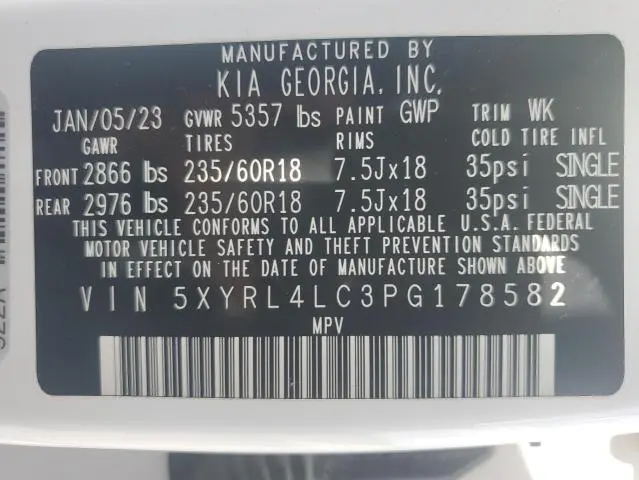 MANUFACTURED BY
KIA GEORGIA, INC.
JAN/05/23 GVWR 5357 lbs PAINT GWP TRIM WK
GAWR TIRES RIMS COLD TIRE INFL
FRONT 2866 lbs 235/60R18 7.5Jx18 35psi SINGLE
REAR 2976 lbs 235/60R18 7.5Jx18 35psi SINGLE
THIS VEHICLE CONFORMS TO ALL APPLICABLE U.S.A. FEDERAL
MOTOR VEHICLE SAFETY AND THEFT PREVENTION STANDARDS
IN EFFECT ON THE DATE OF MANUFACTURE SHOWN ABOVE
VIN 5XYRL4LC3PG178582
MPV